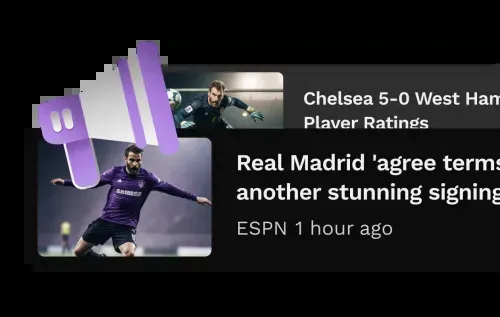 Chelsea 5-0 West Ham
Player Ratings
Real Madrid 'agree terms
another stunning signing
ESPN 1 hour ago